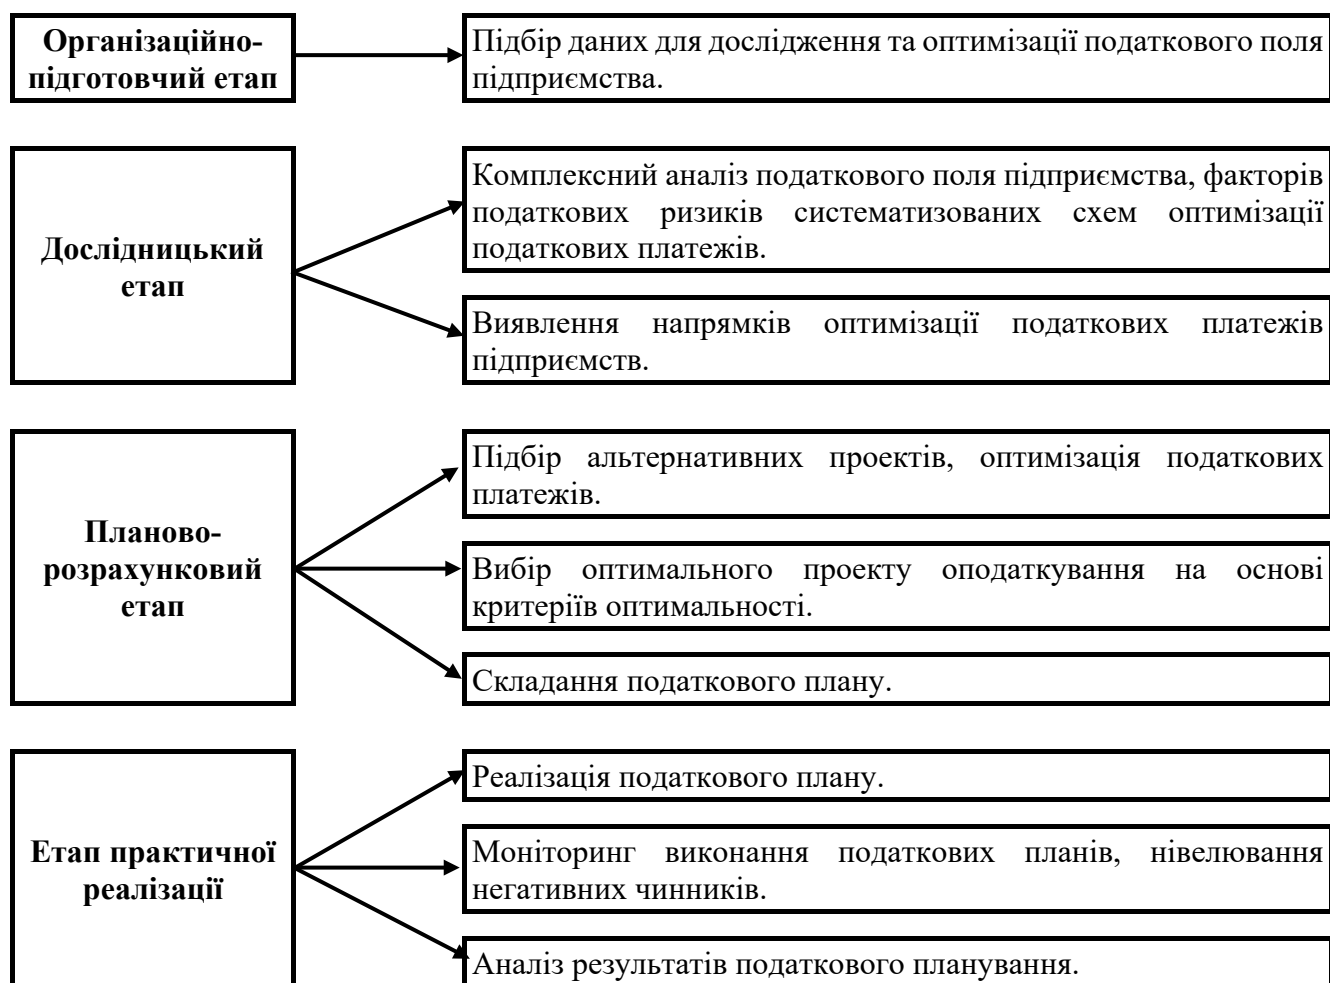 Організаційно-
підготовчий етап
Підбір даних для дослідження та оптимізації податкового поля
підприємства.
Дослідницький
етап
Комплексний аналіз податкового поля підприємства, факторів
податкових ризиків систематизованих схем оптимізації
податкових платежів.
Виявлення напрямків оптимізації податкових платежів
підприємств.
Планово-
розрахунковий
етап
Підбір альтернативних проектів, оптимізація податкових
платежів.
Вибір оптимального проекту оподаткування на основі
критеріїв оптимальності.
Складання податкового плану.
Етап практичної
реалізації
Реалізація податкового плану.
Моніторинг виконання податкових планів, нівелювання
негативних чинників.
Аналіз результатів податкового планування.